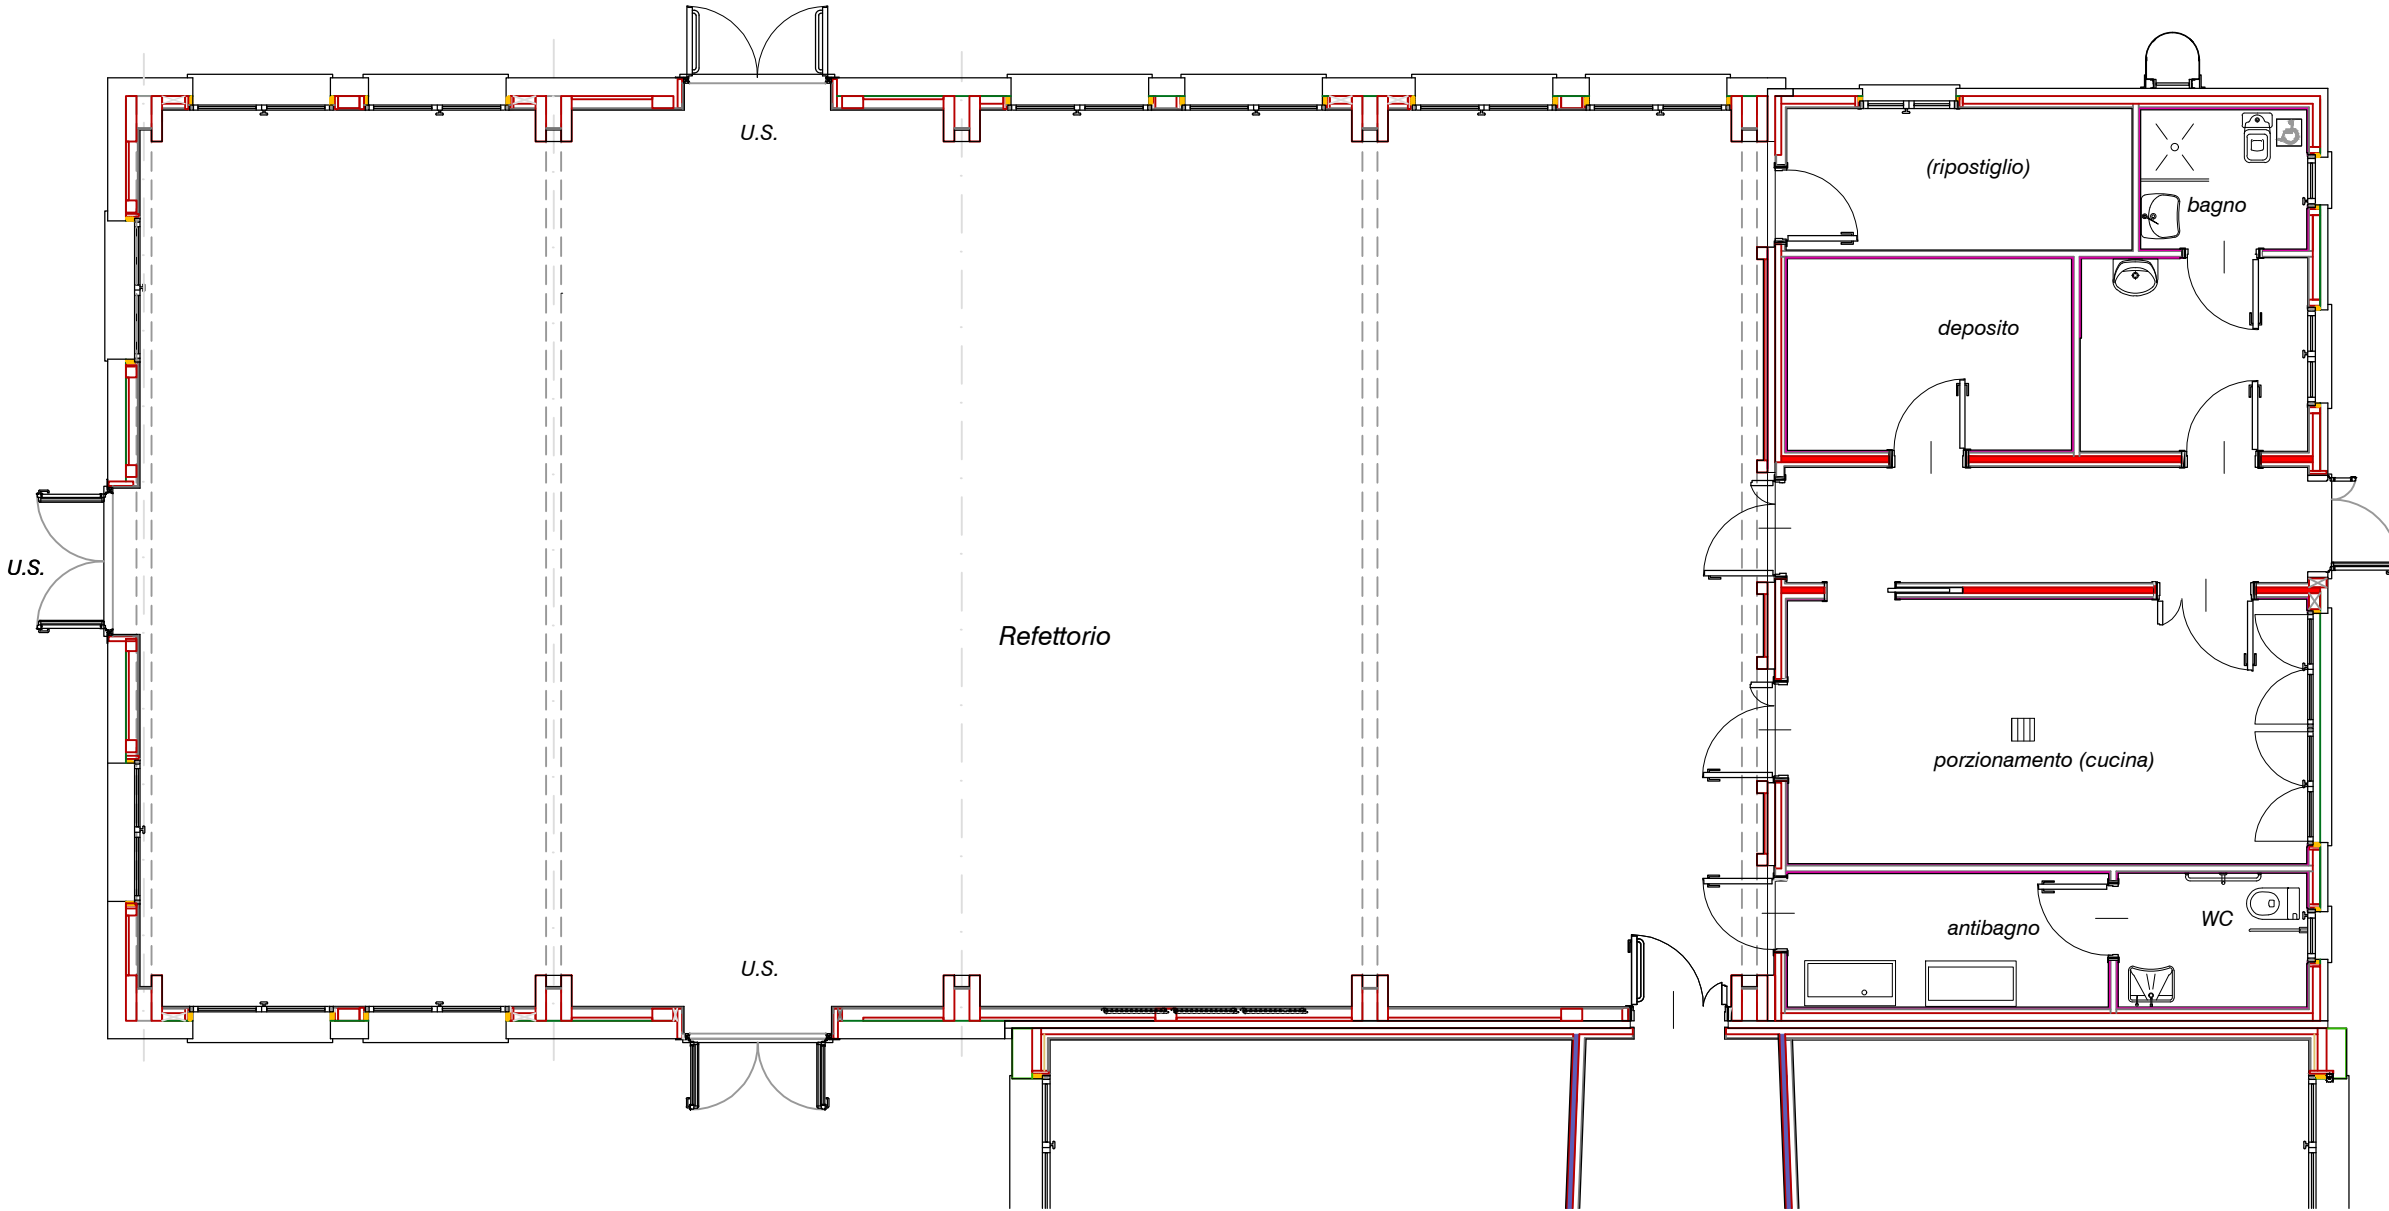 U.S.
(ripostiglio)
bagno
deposito
U.S.
Refettorio
porzionamento (cucina)
antibagno
WC
U.S.